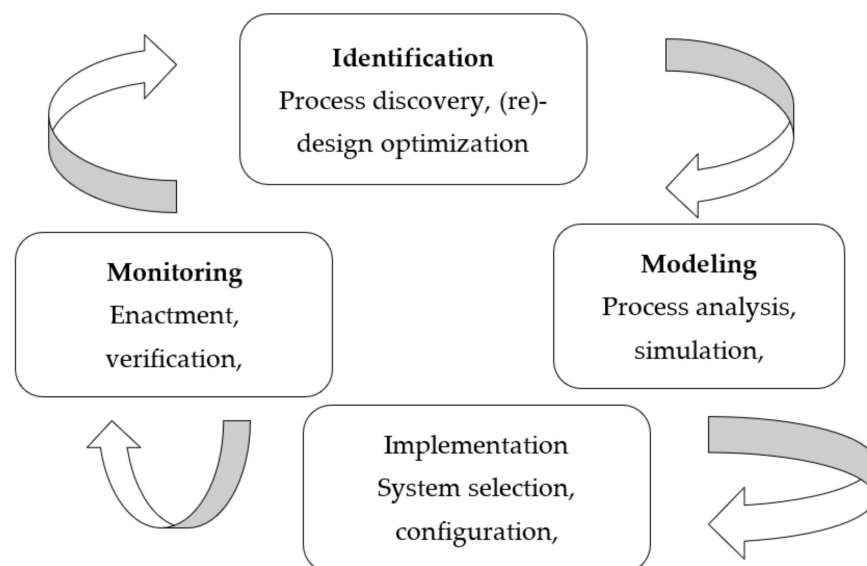 Identification
Process discovery, (re)-
design optimization
Monitoring
Enactment,
verification,
Modeling
Process analysis,
simulation,
Implementation
System selection,
configuration,